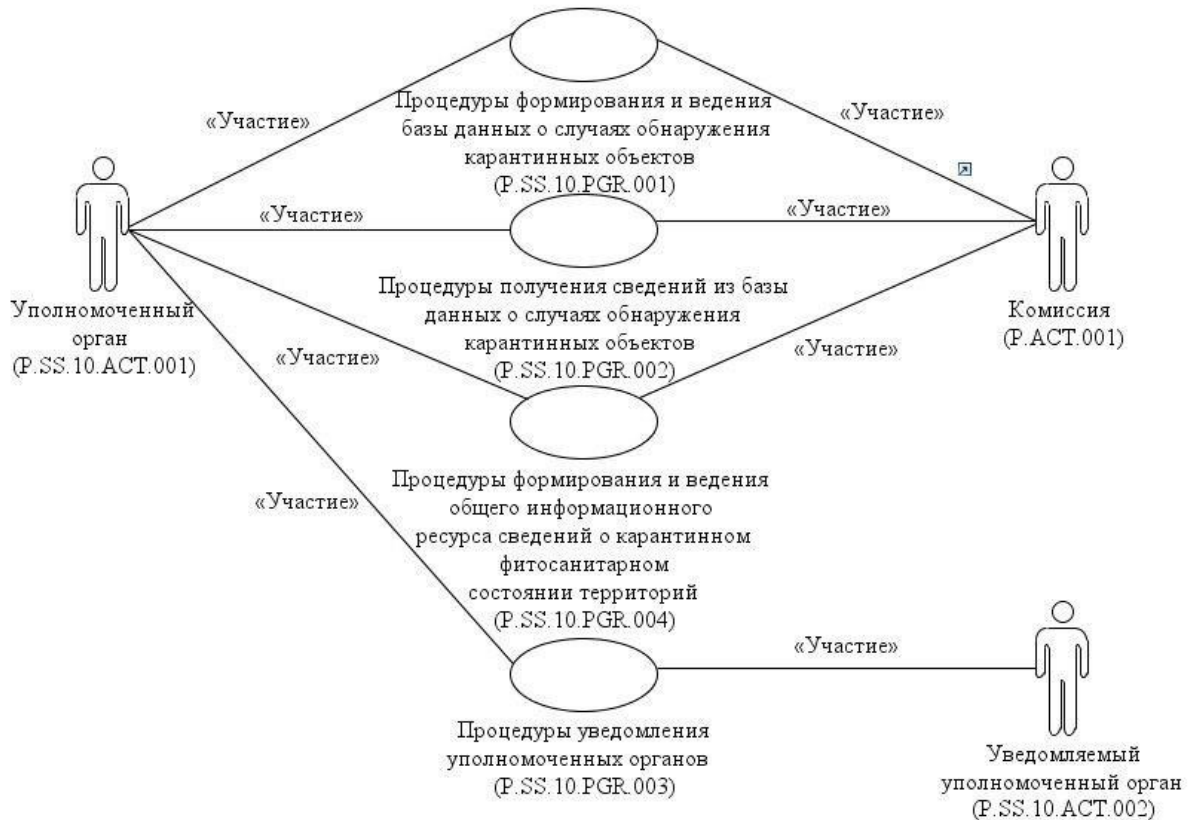 Процедуры формирования и ведения
базы данных о случаях обнаружения
карантинных объектов
(P.SS.10.PGR.001)
«Участие»
«Участие»
«Участие»
«Участие»
Уполномоченный
орган
(P.SS.10.ACT.001)
Процедуры получения сведений из базы
данных о случаях обнаружения
карантинных объектов
(P.SS.10.PGR.002)
Комиссия
(P.ACT.001)
«Участие»
«Участие»
Процедуры формирования и ведения
общего информационного
ресурса сведений о карантинном
фитосанитарном
состоянии территорий
(P.SS.10.PGR.004)
«Участие»
«Участие»
Процедуры уведомления
уполномоченных органов
(P.SS.10.PGR.003)
Уведомляемый
уполномоченный орган
(P.SS.10.ACT.002)